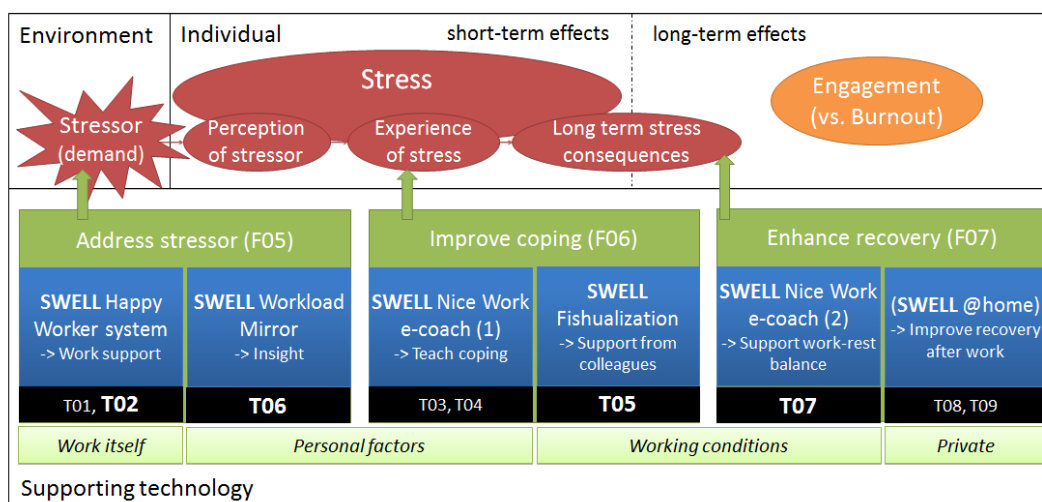 Environment
Individual
short-term effects
long-term effects
Stress
Engagement
(vs. Burnout)
Stressor
(demand)
Perception
of stressor
Experience
of stress
Long term stress
consequences
Address stressor (F05)
Improve coping (F06)
Enhance recovery (F07)
SWELL Happy
Worker system
-> Work support
SWELL Workload
Mirror
-> Insight
SWELL Nice Work
e-coach (1)
-> Teach coping
SWELL
Fishualization
-> Support from
colleagues
SWELL Nice Work
e-coach (2)
-> Support work-rest
balance
(SWELL @home)
-> Improve recovery
after work
T01, T02
T06
T03, T04
T05
T07
T08, T09
Work itself
Personal factors
Working conditions
Private
Supporting technology